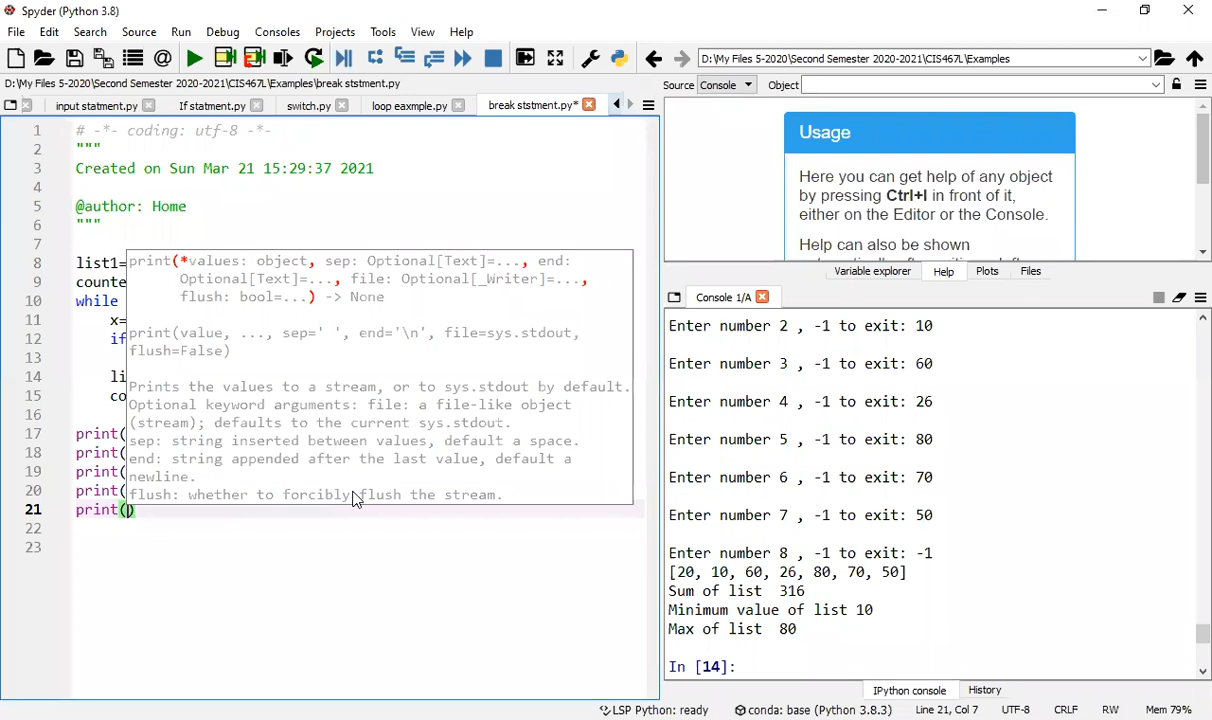 Spyder (Python 3.8)
File Edit Search Source Run Debug Consoles Projects Tools View Help
D:\My Files 5-2020\Second Semester 2020-2021\CIS467L\Examples
D:\My Files 5-2020\Second Semester 2020-2021\CIS467L\Examples\break ststment.py
input statment.py If statment.py switch.py loop eaxmple.py break ststment.py*
1 # -*- coding: utf-8 -*-
2 """
3 Created on Sun Mar 21 15:29:37 2021
4
5 @author: Home
6 """
7
8 list1=
9 counte
10 while
11 x=
12 if
13
14 li
15 co
16
17 print(
18 print(
19 print(
20 print(
21 print()
22
23
print(*values: object, sep: Optional[Text]=..., end:
Optional[Text]=..., file: Optional[_Writer]=...,
flush: bool=...) -> None
print(value, ..., sep=' ', end='\n', file=sys.stdout,
flush=False)
Prints the values to a stream, or to sys.stdout by default.
Optional keyword arguments: file: a file-like object
(stream); defaults to the current sys.stdout.
sep: string inserted between values, default a space.
end: string appended after the last value, default a
newline.
flush: whether to forcibly flush the stream.
Source Console Object
Usage
Here you can get help of any object
by pressing Ctrl+I in front of it,
either on the Editor or the Console.
Help can also be shown
Variable explorer Help Plots Files
Console 1/A
Enter number 2 , -1 to exit: 10
Enter number 3 , -1 to exit: 60
Enter number 4 , -1 to exit: 26
Enter number 5 , -1 to exit: 80
Enter number 6 , -1 to exit: 70
Enter number 7 , -1 to exit: 50
Enter number 8 , -1 to exit: -1
[20, 10, 60, 26, 80, 70, 50]
Sum of list  316
Minimum value of list 10
Max of list  80
In [14]:
IPython console History
LSP Python: ready conda: base (Python 3.8.3) Line 21, Col 7 UTF-8 CRLF RW Mem 79%